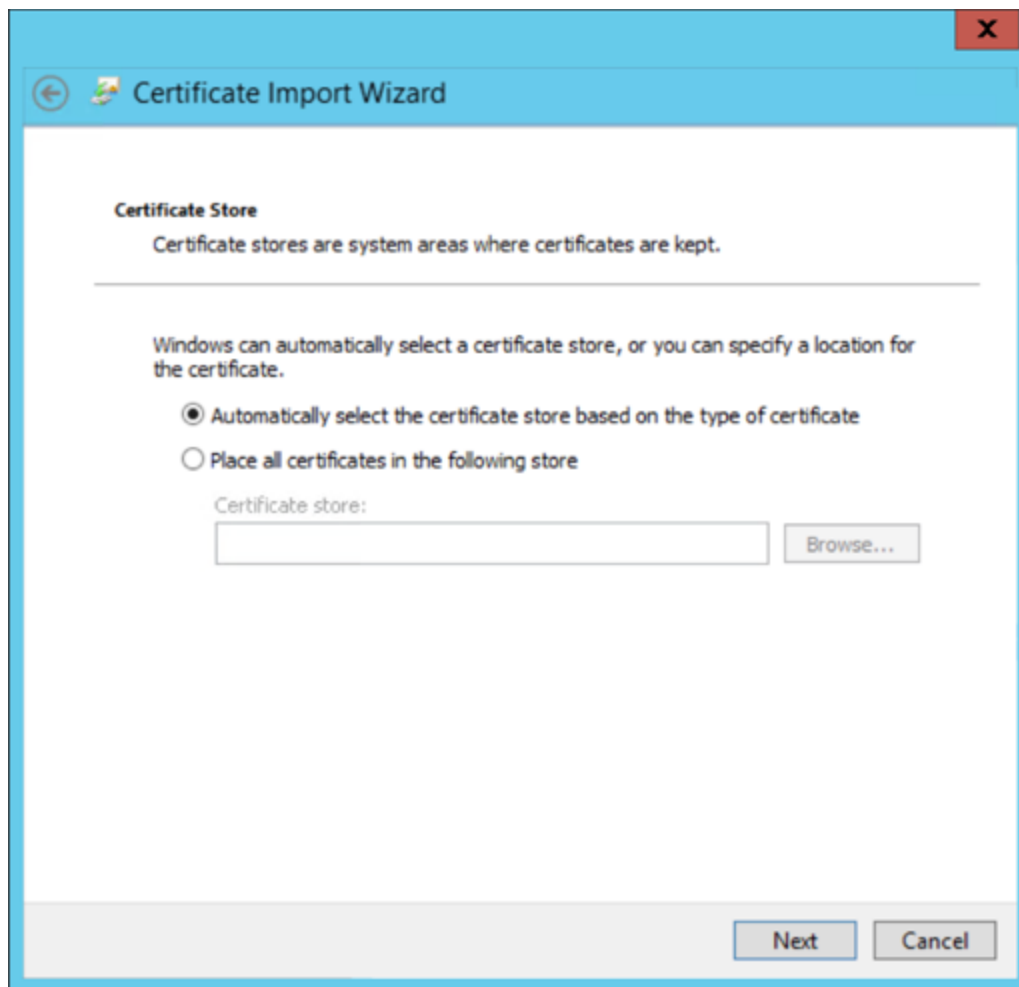 X
Certificate Import Wizard
Certificate Store
Certificate stores are system areas where certificates are kept.
Windows can automatically select a certificate store, or you can specify a location for
the certificate.
Automatically select the certificate store based on the type of certificate
Place all certificates in the following store
Certificate store:
Browse...
Next Cancel